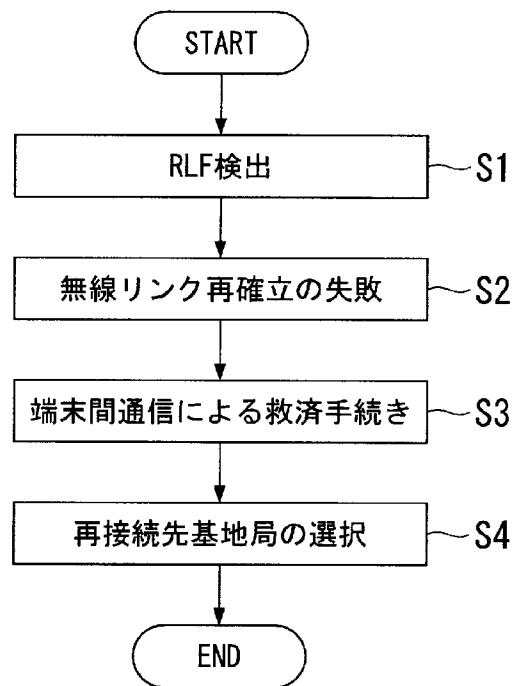 START
RLF検出
S1
無線リンク再確立の失敗
S2
端末間通信による救済手続き
S3
再接続先基地局の選択
S4
END